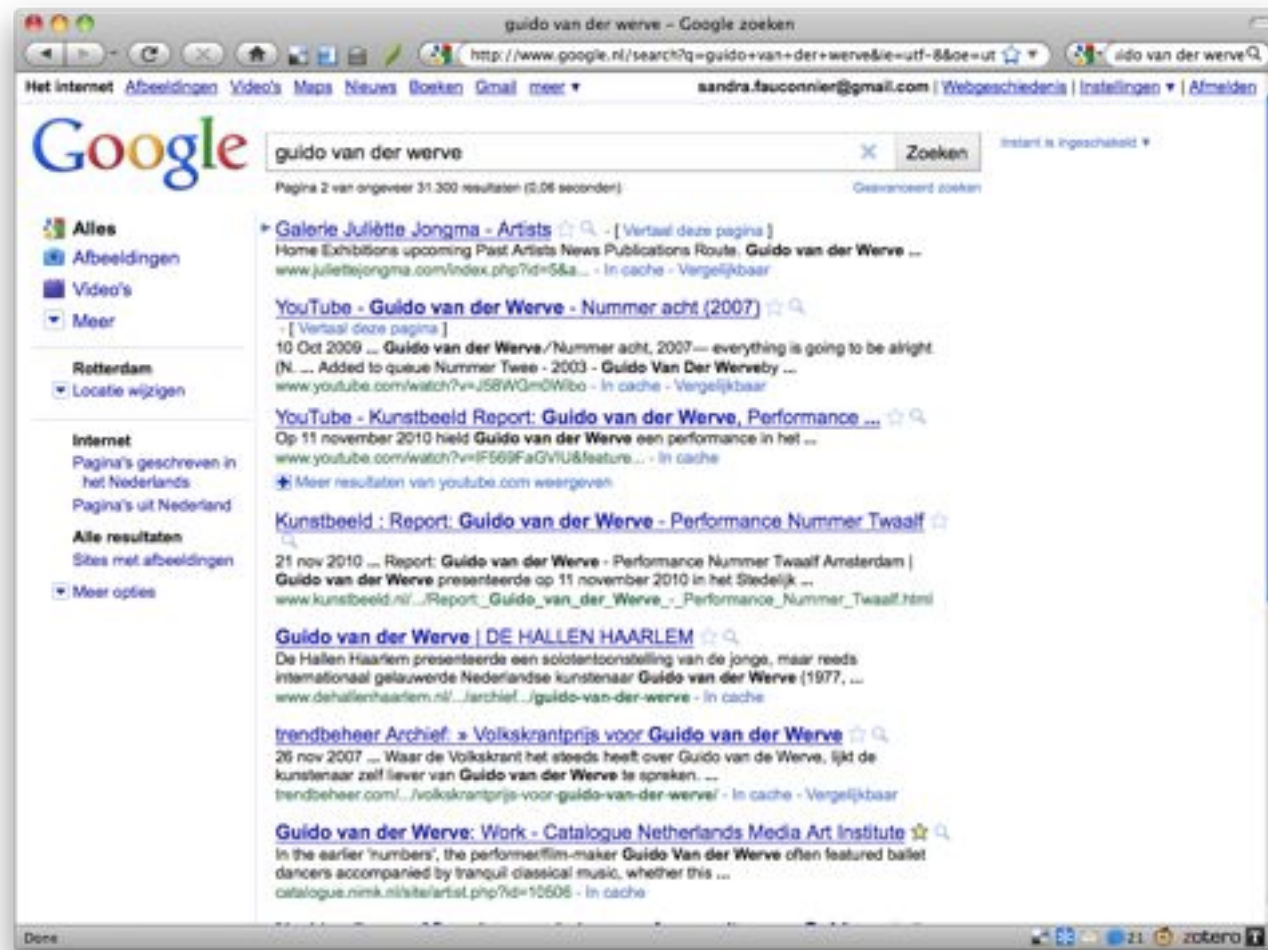 guido van der werve – Google zoeken
http://www.google.nl/search?q=guido+van+der+werve&ie=utf-8&oe=ut
ido van der werve
Het internet Afbeeldingen Video's Maps Nieuws Boeken Gmail meer ▼
sandra.fauconnier@gmail.com | Webgeschiedenis | Instellingen ▼ | Afmelden
Google
guido van der werve
Zoeken
Instant is ingeschakeld ▼
Pagina 2 van ongeveer 31.300 resultaten (0,06 seconden)
Geavanceerd zoeken
Alles
Afbeeldingen
Video's
Meer
Rotterdam
Locatie wijzigen
Internet
Pagina's geschreven in
het Nederlands
Pagina's uit Nederland
Alle resultaten
Sites met afbeeldingen
Meer opties
Galerie Juliètte Jongma - Artists - [ Vertaal deze pagina ]
Home Exhibitions upcoming Past Artists News Publications Route. Guido van der Werve ...
www.juliettejongma.com/index.php?id=5&a... - In cache - Vergelijkbaar
YouTube - Guido van der Werve - Nummer acht (2007)
- [ Vertaal deze pagina ]
10 Oct 2009 ... Guido van der Werve/Nummer acht, 2007— everything is going to be alright
(N. ... Added to queue Nummer Twee - 2003 - Guido Van Der Werveby ...
www.youtube.com/watch?v=J58WGm0Wibo - In cache - Vergelijkbaar
YouTube - Kunstbeeld Report: Guido van der Werve, Performance ...
Op 11 november 2010 hield Guido van der Werve een performance in het ...
www.youtube.com/watch?v=IF569FaGVIU&feature... - In cache
Meer resultaten van youtube.com weergeven
Kunstbeeld : Report: Guido van der Werve - Performance Nummer Twaalf
21 nov 2010 ... Report: Guido van der Werve - Performance Nummer Twaalf Amsterdam |
Guido van der Werve presenteerde op 11 november 2010 in het Stedelijk ...
www.kunstbeeld.nl/.../Report:_Guido_van_der_Werve_-_Performance_Nummer_Twaalf.html
Guido van der Werve | DE HALLEN HAARLEM
De Hallen Haarlem presenteerde een solotentoonstelling van de jonge, maar reeds
internationaal gelauwerde Nederlandse kunstenaar Guido van der Werve (1977, ...
www.dehallenhaarlem.nl/.../archief.../guido-van-der-werve - In cache
trendbeheer Archief: » Volkskrantprijs voor Guido van der Werve
26 nov 2007 ... Waar de Volkskrant het steeds heeft over Guido van de Werve, lijkt de
kunstenaar zelf liever van Guido van der Werve te spreken. ...
trendbeheer.com/.../volkskrantprijs-voor-guido-van-der-werve/ - In cache - Vergelijkbaar
Guido van der Werve: Work - Catalogue Netherlands Media Art Institute
In the earlier 'numbers', the performer/film-maker Guido Van der Werve often featured ballet
dancers accompanied by tranquil classical music, whether this ...
catalogue.nimk.nl/site/artist.php?id=10506 - In cache
Done
21
zotero